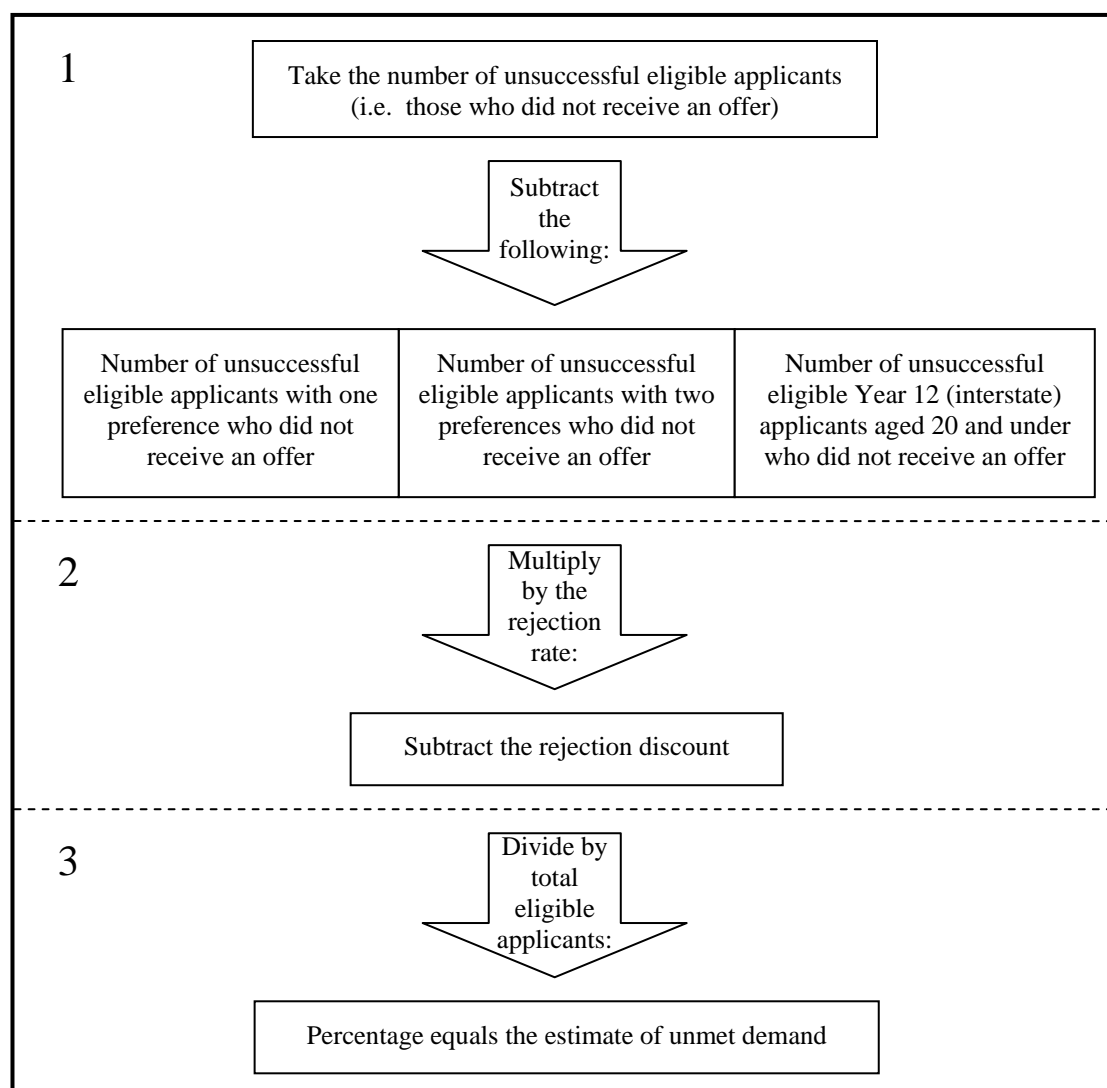 1
Take the number of unsuccessful eligible applicants
(i.e. those who did not receive an offer)
Subtract
the
following:
Number of unsuccessful
eligible applicants with one
preference who did not
receive an offer
Number of unsuccessful
eligible applicants with two
preferences who did not
receive an offer
Number of unsuccessful
eligible Year 12 (interstate)
applicants aged 20 and under
who did not receive an offer
2
Multiply
by the
rejection
rate:
Subtract the rejection discount
3
Divide by
total
eligible
applicants:
Percentage equals the estimate of unmet demand